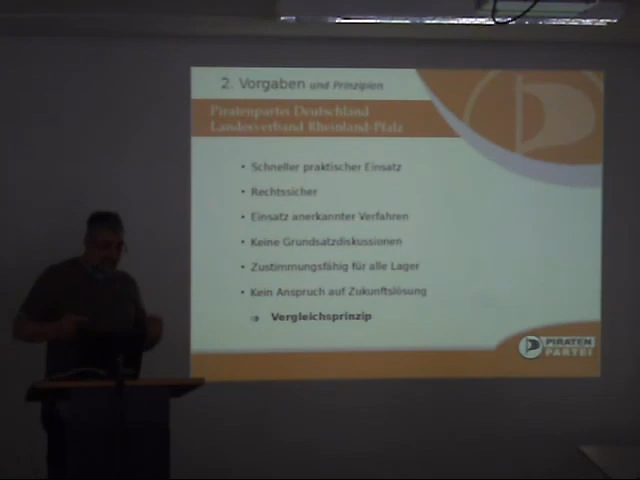 2. Vorgaben und Prinzipien
Piratenpartei Deutschland
Landesverband Rheinland-Pfalz
• Schneller praktischer Einsatz
• Rechtssicher
• Einsatz anerkannter Verfahren
• Keine Grundsatzdiskussionen
• Zustimmungsfähig für alle Lager
• Kein Anspruch auf Zukunftslösung
⇒ Vergleichsprinzip
PIRATEN
PARTEI